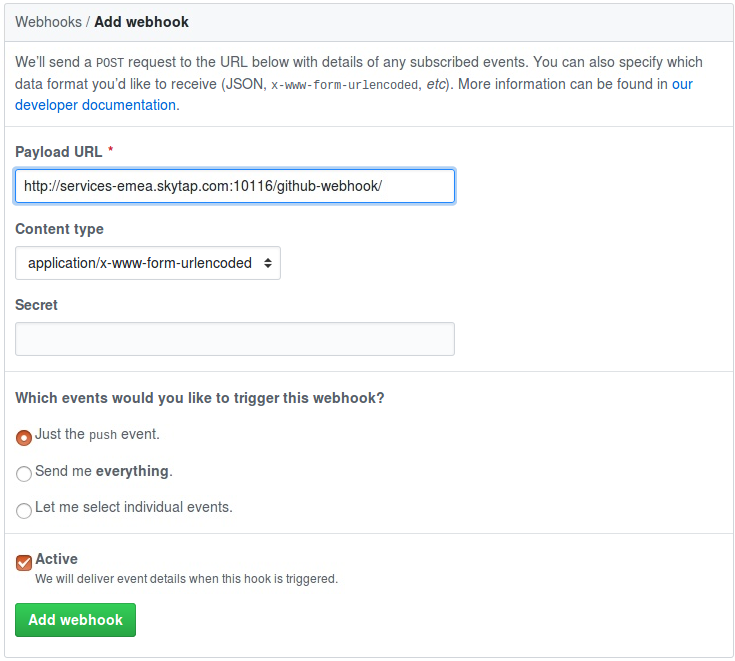 Webhooks / Add webhook
We’ll send a POST request to the URL below with details of any subscribed events. You can also specify which
data format you’d like to receive (JSON, x-www-form-urlencoded, etc). More information can be found in our
developer documentation.
Payload URL *
http://services-emea.skytap.com:10116/github-webhook/
Content type
application/x-www-form-urlencoded
Secret
Which events would you like to trigger this webhook?
Just the push event.
Send me everything.
Let me select individual events.
Active
We will deliver event details when this hook is triggered.
Add webhook